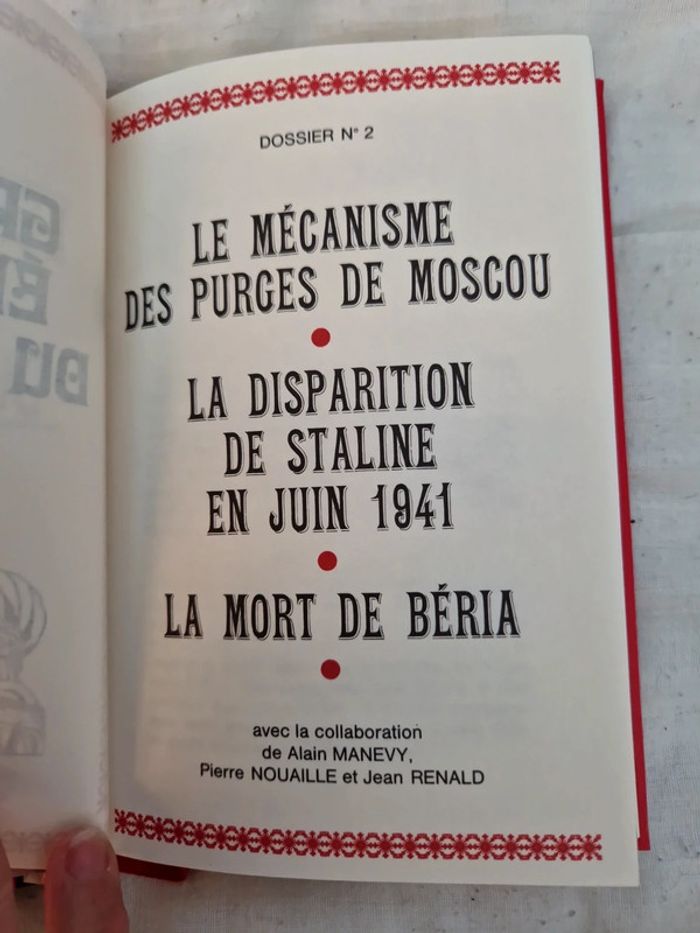 DOSSIER N° 2
LE MÉCANISME
DES PURGES DE MOSCOU
LA DISPARITION
DE STALINE
EN JUIN 1941
LA MORT DE BÉRIA
avec la collaboration
de Alain MANEVY,
Pierre NOUAILLE et Jean RENALD